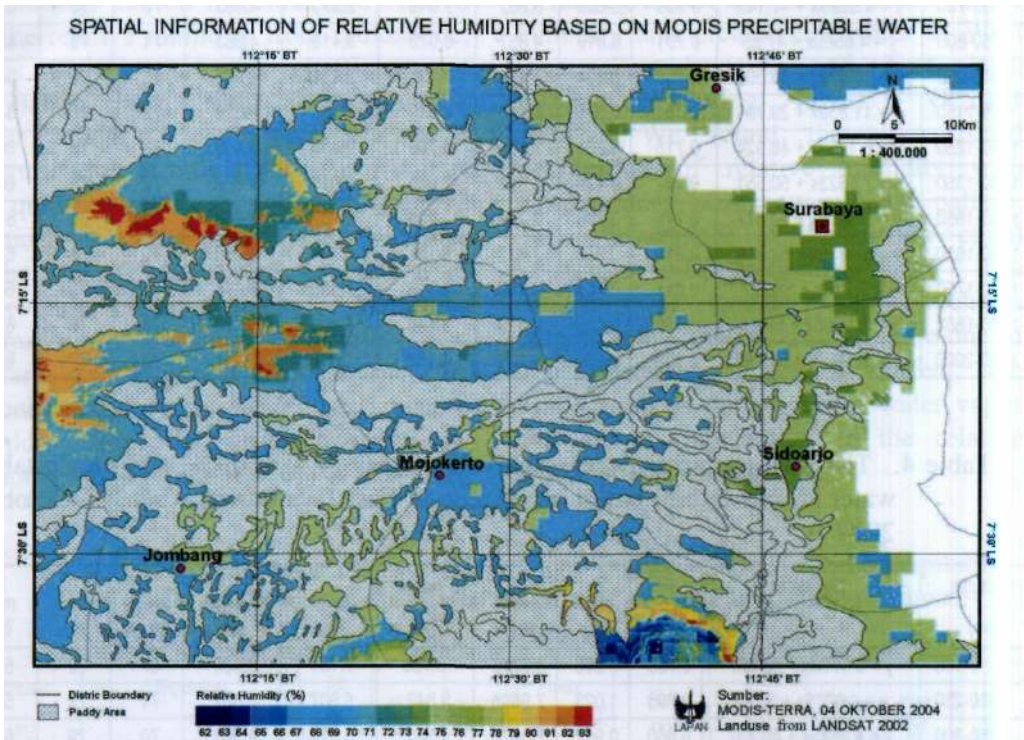 SPATIAL INFORMATION OF RELATIVE HUMIDITY BASED ON MODIS PRECIPITABLE WATER
112°15' BT 112°30' BT 112°45' BT
Gresik
N
0 5 10Km
1 : 400.000
Surabaya
7°15' LS 7°15' LS
Mojokerto
Sidoarjo
7°30' LS 7°30' LS
Jombang
112°15' BT 112°30' BT 112°45' BT
Distric Boundary
Paddy Area
Relative Humidity (%)
62 63 64 65 66 67 68 69 70 71 72 73 74 75 76 77 78 79 80 81 82 83
LAPAN
Sumber:
MODIS-TERRA, 04 OKTOBER 2004
Landuse from LANDSAT 2002